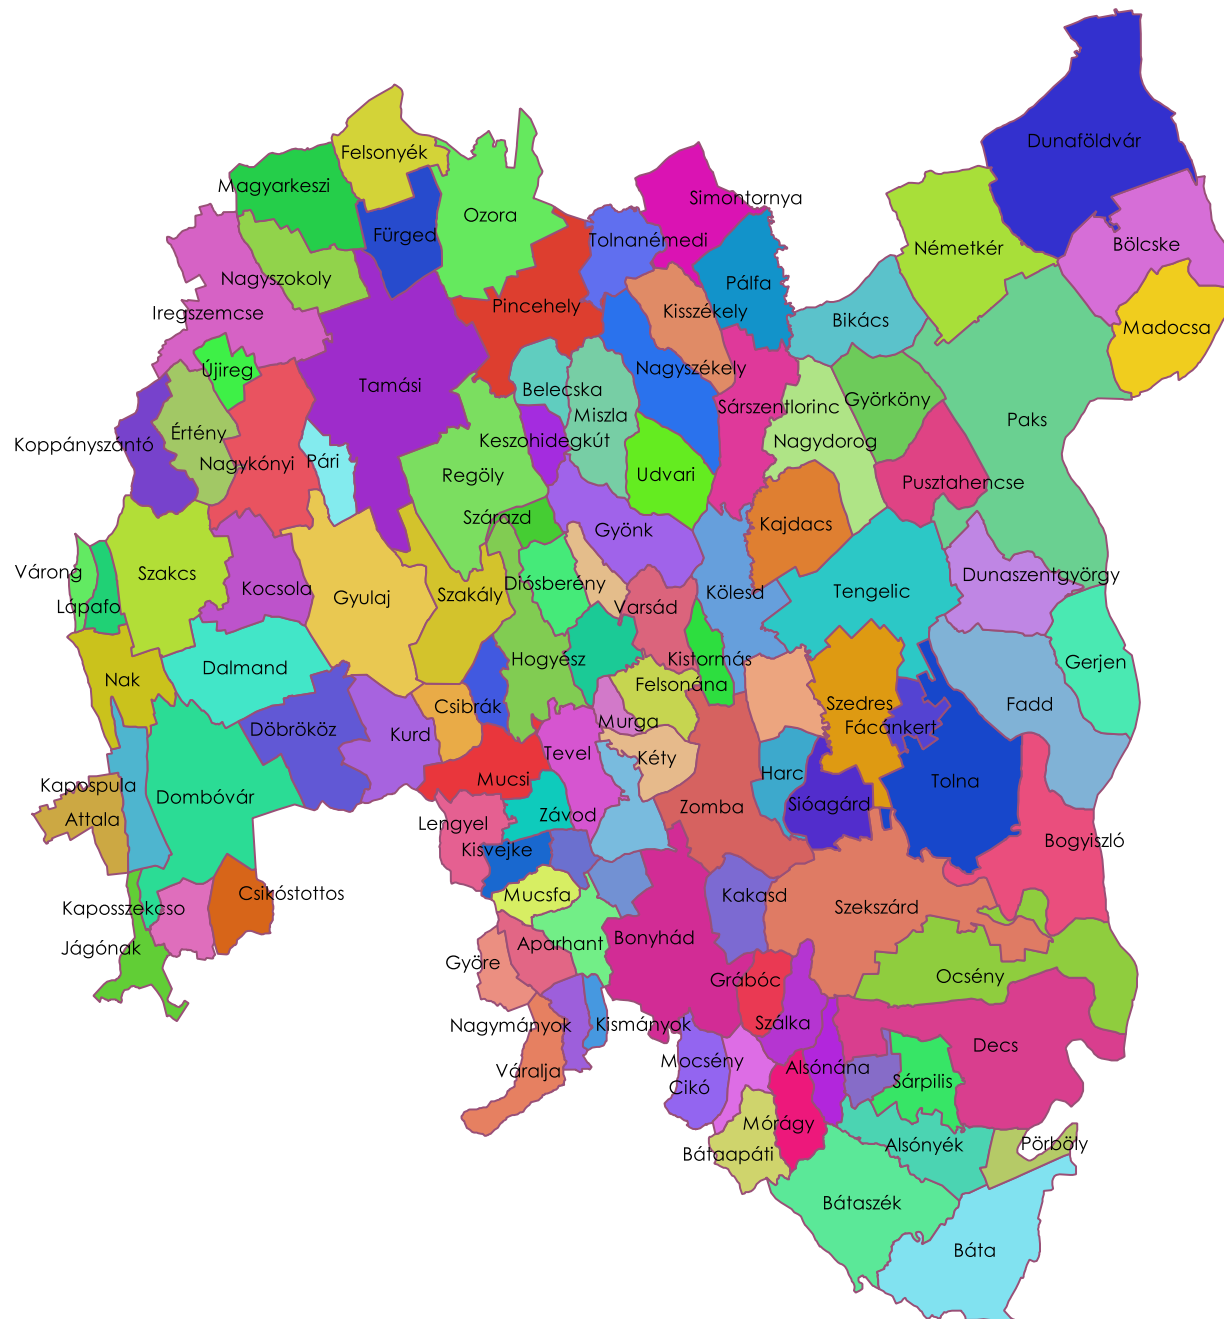 Dunaföldvár
Felsonyék
Magyarkeszi
Simontornya
Ozora
Fürged
Tolnanémedi
Bölcske
Németkér
Nagyszokoly
Pálfa
Pincehely
Iregszemcse
Kisszékely
Bikács
Madocsa
Újireg
Nagyszékely
Tamási
Belecska
Györköny
Sárszentlorinc
Miszla
Paks
Értény
Koppányszántó
Keszohidegkút
Nagydorog
Nagykónyi
Pári
Regöly
Udvari
Pusztahencse
Szárazd
Kajdacs
Gyönk
Várong
Szakcs
Dunaszentgyörgy
Diósberény
Kocsola
Kölesd
Tengelic
Szakály
Gyulaj
Lápafo
Varsád
Hogyész
Kistormás
Gerjen
Dalmand
Nak
Felsonána
Szedres
Fadd
Csibrák
Murga
Fácánkert
Döbrököz
Kurd
Tevel
Kéty
Harc
Mucsi
Tolna
Kapospula
Dombóvár
Sióagárd
Zomba
Závod
Attala
Lengyel
Bogyiszló
Kisvejke
Csikóstottos
Mucsfa
Kakasd
Szekszárd
Kaposszekcso
Bonyhád
Aparhant
Jágónak
Györe
Ocsény
Grábóc
Szálka
Nagymányok
Kismányok
Decs
Mocsény
Alsónána
Váralja
Sárpilis
Cikó
Mórágy
Pörböly
Alsónyék
Bátaapáti
Bátaszék
Báta